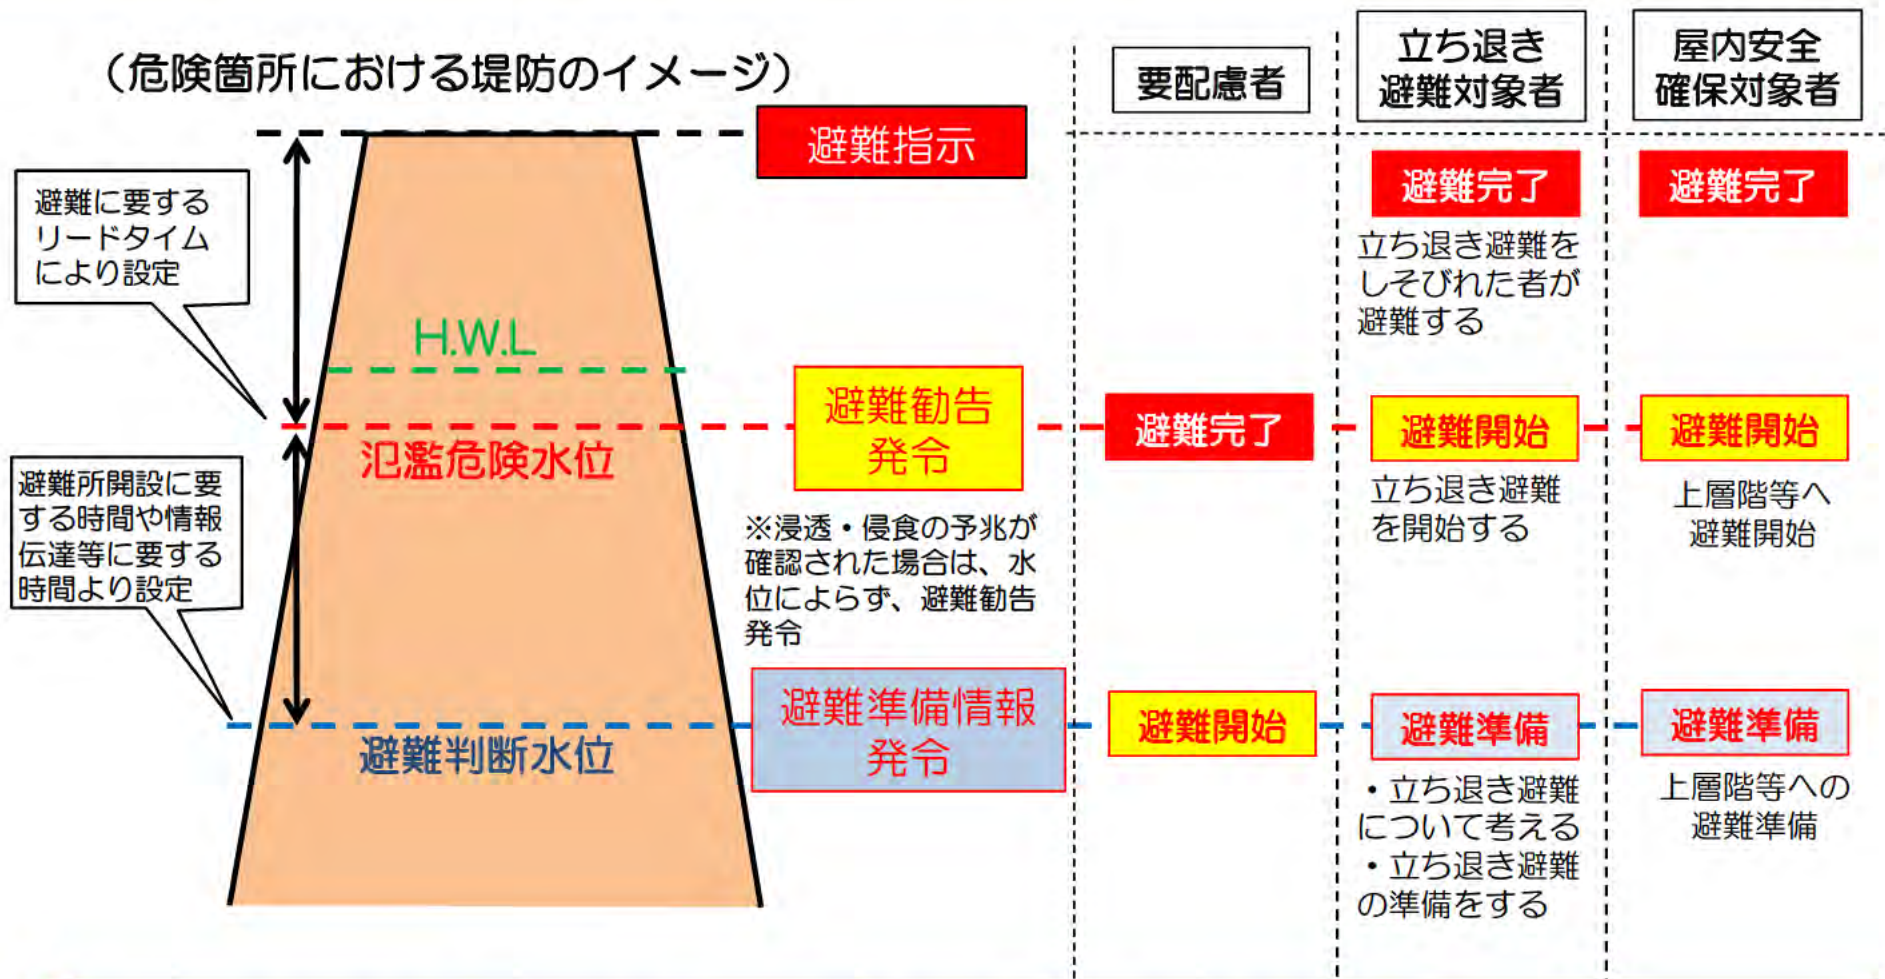 （危険箇所における堤防のイメージ）
要配慮者
立ち退き
避難対象者
屋内安全
確保対象者
避難指示
避難完了
避難完了
立ち退き避難を
しそびれた者が
避難する
避難に要する
リードタイム
により設定
H.W.L
避難勧告
発令
避難完了
避難開始
避難開始
氾濫危険水位
立ち退き避難
を開始する
上層階等へ
避難開始
避難所開設に要
する時間や情報
伝達等に要する
時間より設定
※浸透・侵食の予兆が
確認された場合は、水
位によらず、避難勧告
発令
避難準備情報
発令
避難開始
避難準備
避難準備
避難判断水位
・立ち退き避難
について考える
・立ち退き避難
の準備をする
上層階等への
避難準備